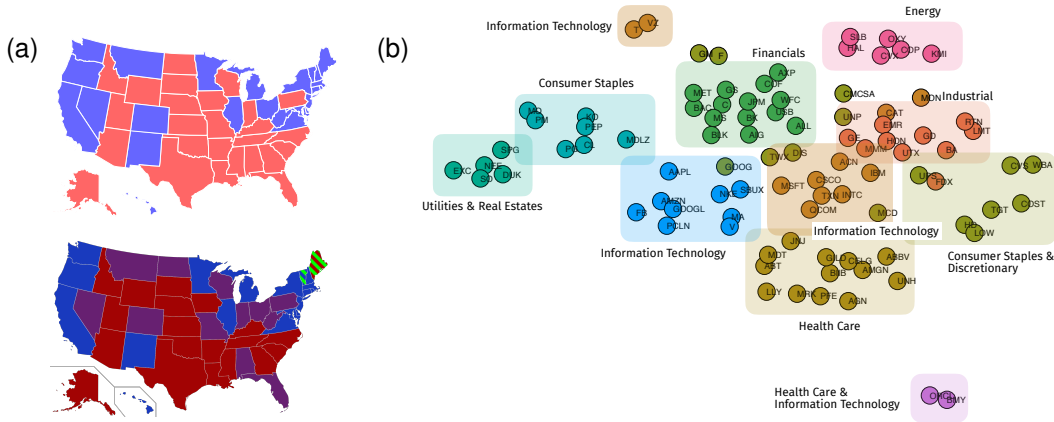 (a)
(b)
Information Technology
T
VZ
Energy
SLB
OXY
HAL
CVX
COP
KMI
GM
F
Financials
AXP
COF
MET
GS
BAC
C
JPM
WFC
USB
MS
BK
ALL
BLK
AIG
Consumer Staples
MO
PM
KO
PEP
PG
CL
MDLZ
SPG
EXC
NEE
SO
DUK
Utilities & Real Estates
CMCSA
UNP
MON
Industrial
CAT
EMR
RTN
LMT
GE
HON
GD
MMM
UTX
BA
TWX
DIS
ACN
IBM
UPS
FDX
CVS
WBA
AAPL
GOOG
MSFT
CSCO
NKE
SBUX
AMZN
GOOGL
FB
PCLN
MA
V
TXN
INTC
QCOM
MCD
TGT
COST
HD
LOW
Information Technology
Information Technology
Consumer Staples &
Discretionary
JNJ
MDT
ABT
GILD
CELG
ABBV
BIIB
AMGN
UNH
LLY
MRK
PFE
AGN
Health Care
Health Care &
Information Technology
ORCL
BMY